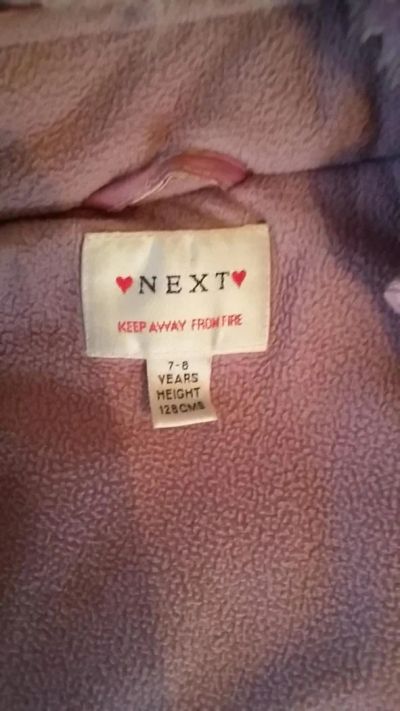 ♥NEXT♥
KEEP AWAY FROM FIRE
7-8
YEARS
HEIGHT
128CMS